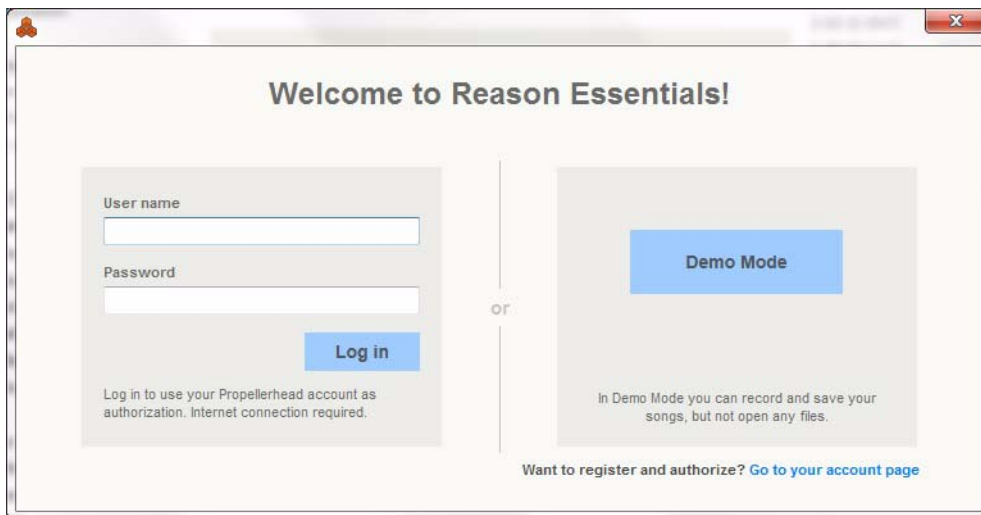 Welcome to Reason Essentials!
User name
Password
Log in
Log in to use your Propellerhead account as
authorization. Internet connection required.
or
Demo Mode
In Demo Mode you can record and save your
songs, but not open any files.
Want to register and authorize? Go to your account page